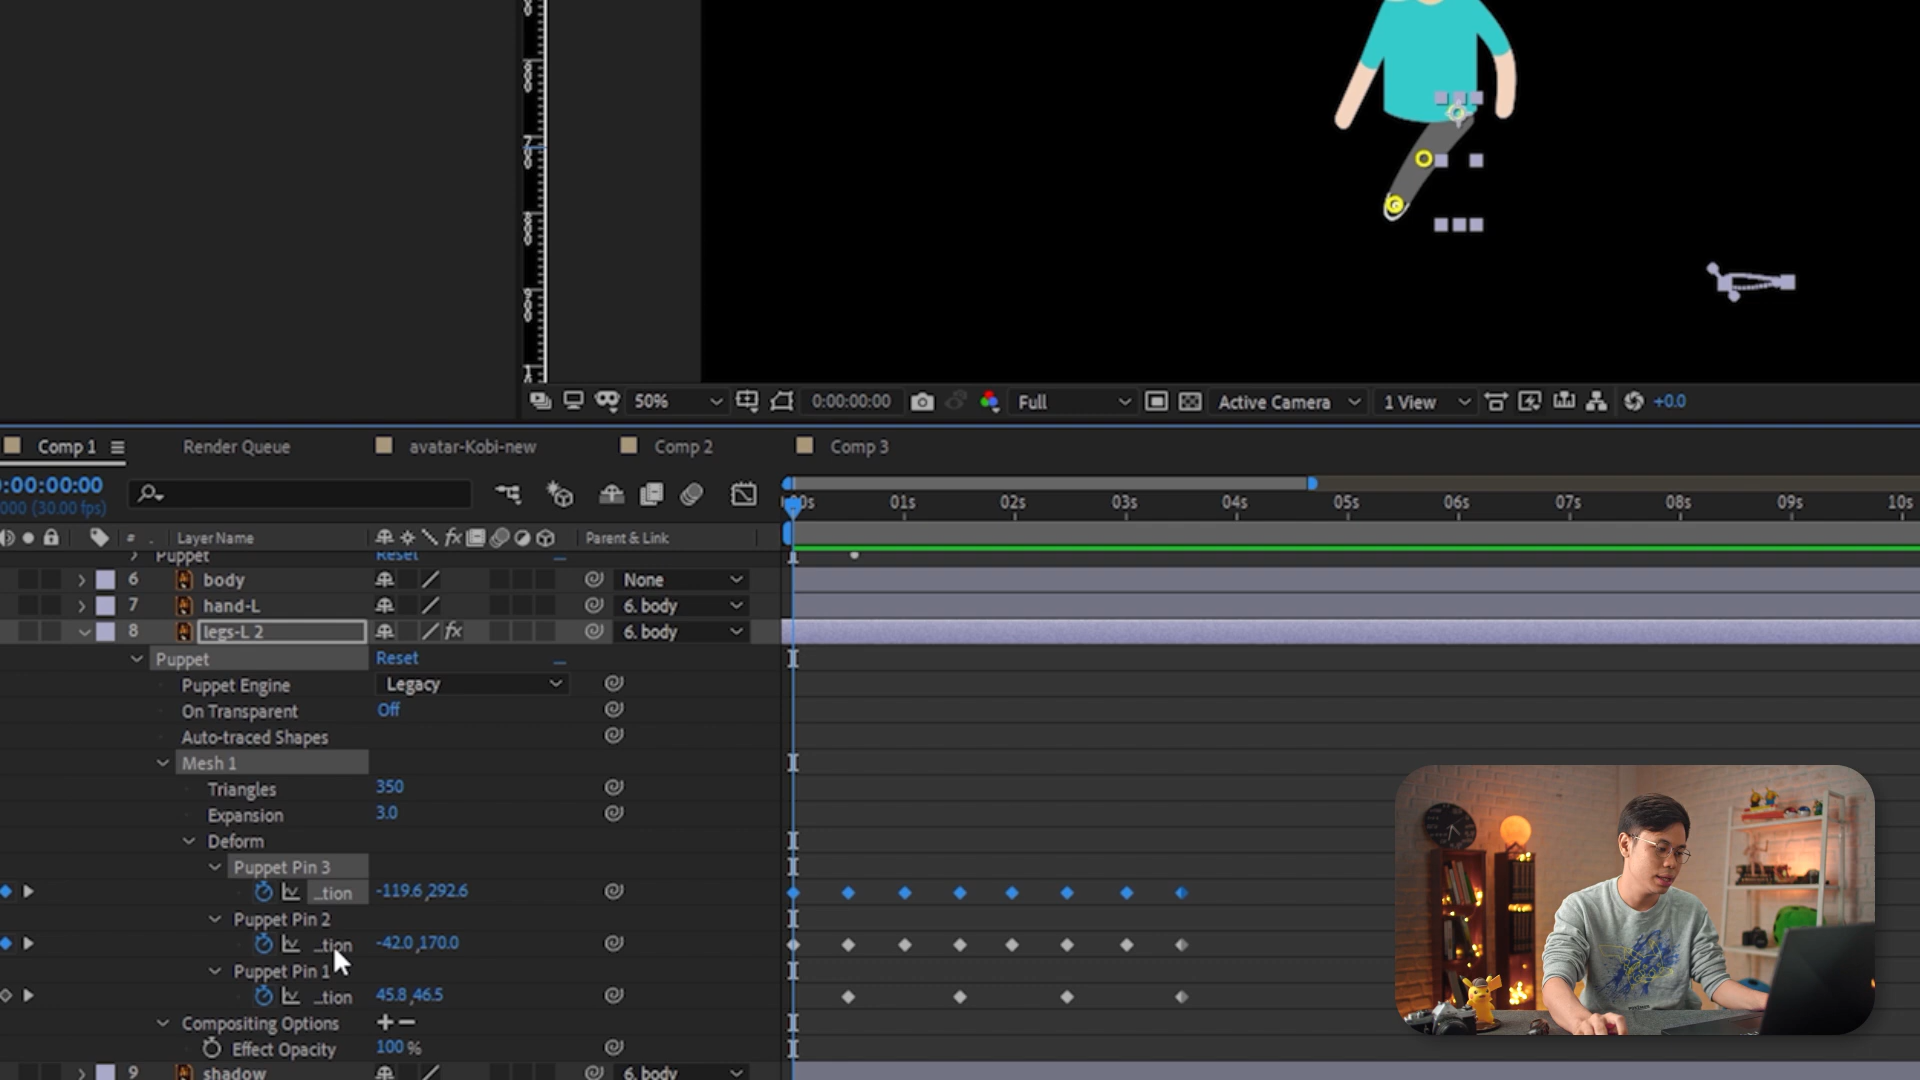 50%
0:00:00:00
Full
Active Camera
1 View
+0.0
Comp 1
Render Queue
avatar-Kobi-new
Comp 2
Comp 3
0:00:00:00
000 (30.00 fps)
00s 01s 02s 03s 04s 05s 06s 07s 08s 09s 10s
# Layer Name
fx
Parent & Link
Puppet Reset
6 body None
7 hand-L 6. body
8 legs-L 2 fx 6. body
Puppet Reset
Puppet Engine Legacy
On Transparent Off
Auto-traced Shapes
Mesh 1
Triangles 350
Expansion 3.0
Deform
Puppet Pin 3
...tion -119.6,292.6
Puppet Pin 2
...tion -42.0,170.0
Puppet Pin 1
...tion 45.8,46.5
Compositing Options + −
Effect Opacity 100 %
9 shadow 6. body